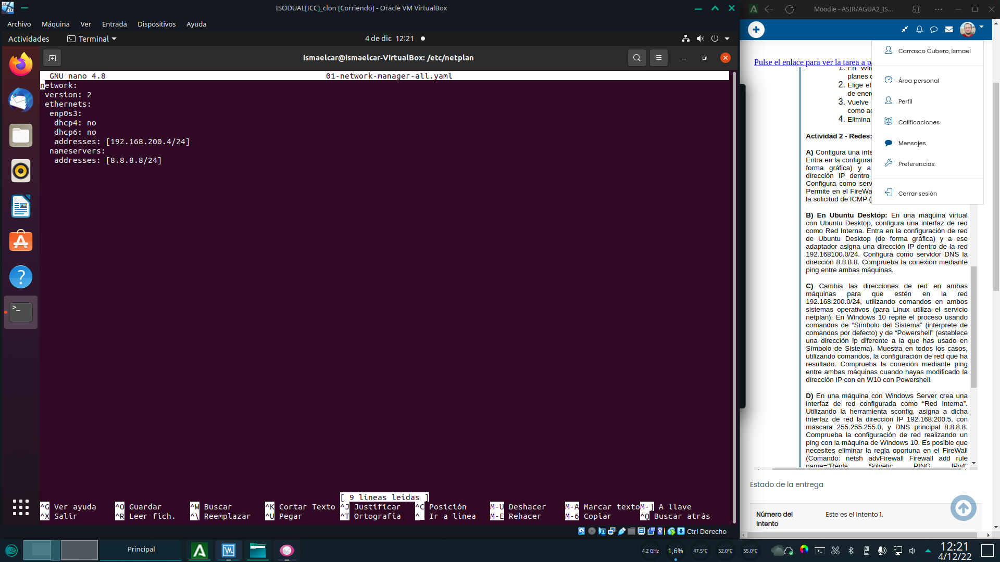 ISODUAL[ICC]_clon [Corriendo] - Oracle VM VirtualBox
Archivo Máquina Ver Entrada Dispositivos Ayuda
Actividades Terminal 4 de dic 12:21
ismaelcar@ismaelcar-VirtualBox: /etc/netplan
GNU nano 4.8 01-network-manager-all.yaml
network:
version: 2
ethernets:
enp0s3:
dhcp4: no
dhcp6: no
addresses: [192.168.200.4/24]
nameservers:
addresses: [8.8.8.8/24]
[ 9 líneas leídas ]
^G Ver ayuda ^O Guardar ^W Buscar ^K Cortar Texto ^J Justificar ^C Posición M-U Deshacer M-A Marcar texto M-] A llave
^X Salir ^R Leer fich. ^\ Reemplazar ^U Pegar ^T Ortografía ^_ Ir a línea M-E Rehacer M-6 Copiar ^Q Buscar atrás
Ctrl Derecho
Moodle - ASIR/AGUA2_IS...
Carrasco Cubero, Ismael
Área personal
Perfil
Calificaciones
Mensajes
Preferencias
Cerrar sesión
Pulse el enlace para ver la tarea a p
1. En Win
planes d
2. Elige el
de ener
3. Vuelve
como ac
4. Elimina
Actividad 2 - Redes:
A) Configura una inte
Entra en la configurac
forma gráfica) y a
dirección IP dentro
Configura como serv
Permite en el FireWa
la solicitud de ICMP (
B) En Ubuntu Desktop: En una máquina virtual
con Ubuntu Desktop, configura una interfaz de red
como Red Interna. Entra en la configuración de red
de Ubuntu Desktop (de forma gráfica) y a ese
adaptador asigna una dirección IP dentro de la red
192.168100.0/24. Configura como servidor DNS la
dirección 8.8.8.8. Comprueba la conexión mediante
ping entre ambas máquinas.
C) Cambia las direcciones de red en ambas
máquinas para que estén en la red
192.168.200.0/24, utilizando comandos en ambos
sistemas operativos (para Linux utiliza el servicio
netplan). En Windows 10 repite el proceso usando
comandos de “Símbolo del Sistema” (intérprete de
comandos por defecto) y de “Powershell” (establece
una dirección ip diferente a la que has usado en
Símbolo de Sistema). Muestra en todos los casos,
utilizando comandos, la configuración de red que ha
resultado. Comprueba la conexión mediante ping
entre ambas máquinas cuando hayas modificado la
dirección IP con en W10 con Powershell.
D) En una máquina con Windows Server crea una
interfaz de red configurada como “Red Interna”.
Utilizando la herramienta sconfig, asigna a dicha
interfaz de red la dirección IP 192.168.200.5, con
máscara 255.255.255.0, y DNS principal 8.8.8.8.
Comprueba la configuración de red realizando un
ping con la máquina de Windows 10. Es posible que
necesites eliminar la regla oportuna en el FireWall
(Comando: netsh advFirewall Firewall add rule
name="Regla Solvetic PING IPv4"
Estado de la entrega
Número del
intento
Este es el intento 1.
Principal
4,2 GHz 1,6% 47,5°C 52,0°C 55,0°C
12:21
4/12/22